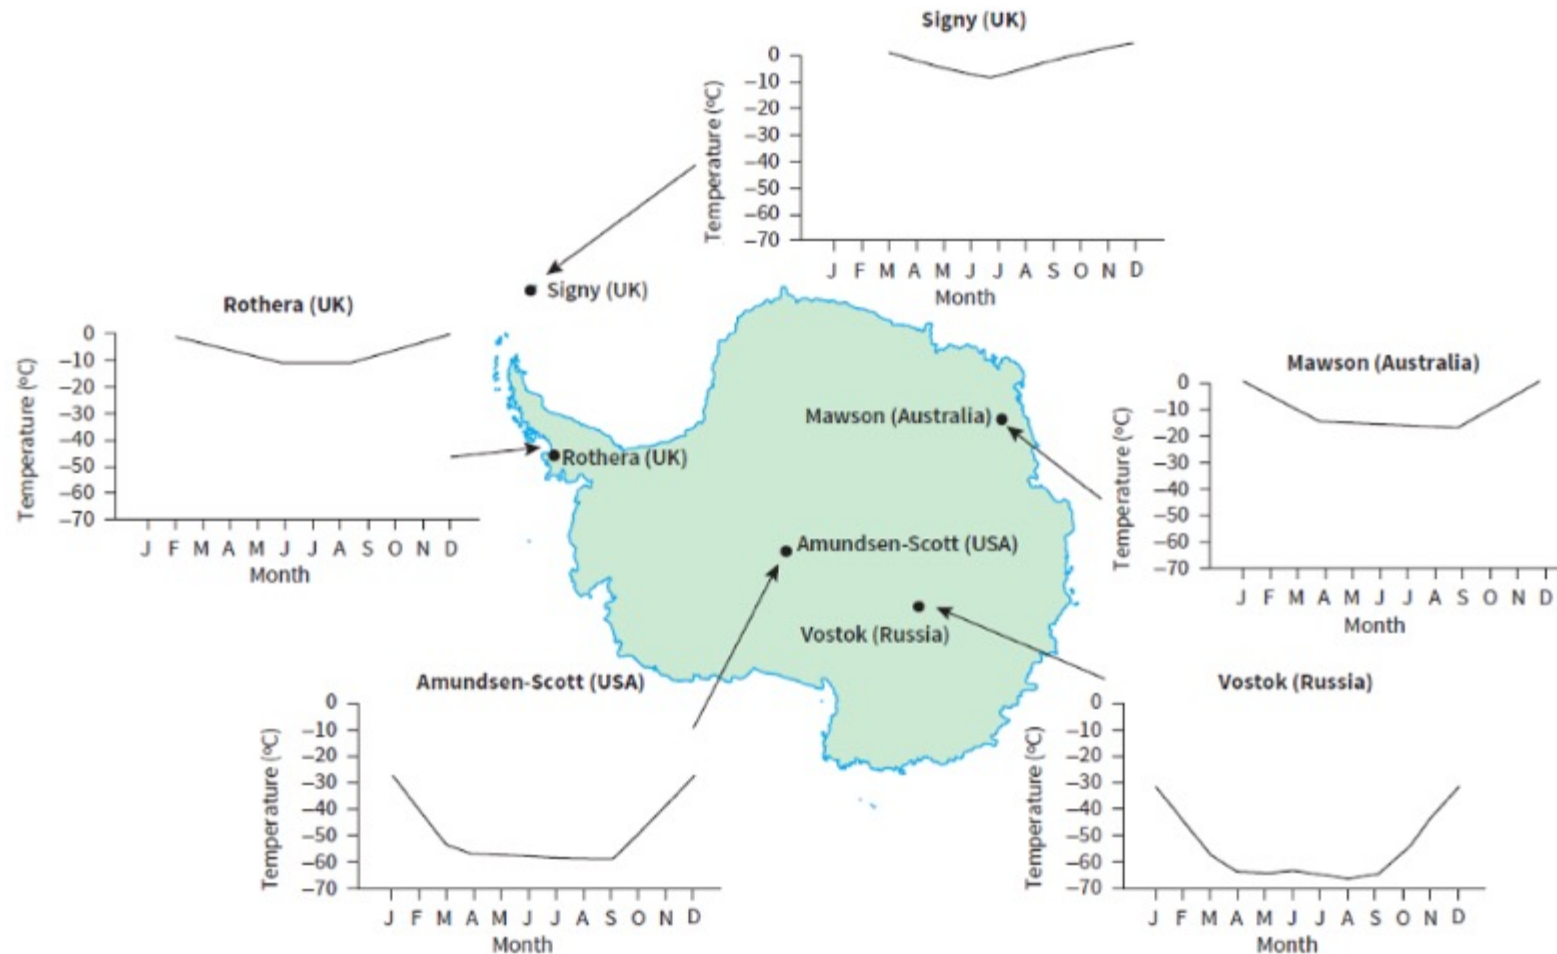 Signy (UK)
Temperature (ºC)
0
–10
–20
–30
–40
–50
–60
–70
J F M A M J J A S O N D
Month
Signy (UK)
Rothera (UK)
Temperature (ºC)
0
–10
–20
–30
–40
–50
–60
–70
J F M A M J J A S O N D
Month
Mawson (Australia)
Temperature (ºC)
0
–10
–20
–30
–40
–50
–60
–70
J F M A M J J A S O N D
Month
Mawson (Australia)
Rothera (UK)
Amundsen-Scott (USA)
Vostok (Russia)
Amundsen-Scott (USA)
Temperature (ºC)
0
–10
–20
–30
–40
–50
–60
–70
J F M A M J J A S O N D
Month
Vostok (Russia)
Temperature (ºC)
0
–10
–20
–30
–40
–50
–60
–70
J F M A M J J A S O N D
Month